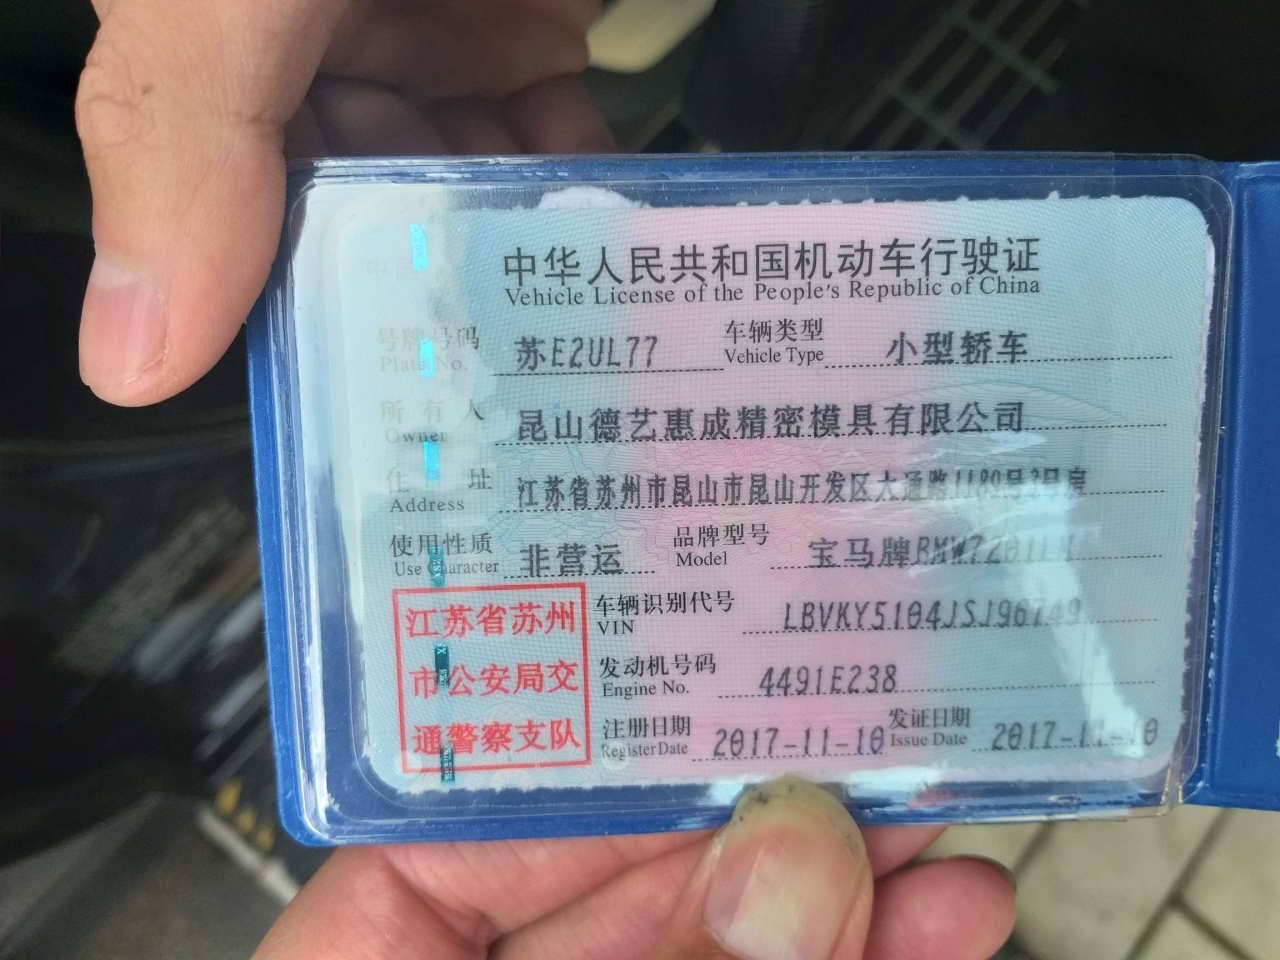 中华人民共和国机动车行驶证
Vehicle License of the People's Republic of China
号牌号码 苏E2UL77 车辆类型 小型轿车
Plate No. Vehicle Type
所有人 昆山德艺惠成精密模具有限公司
Owner
住址 江苏省苏州市昆山市昆山开发区大通路1180号3号房
Address
使用性质 非营运 品牌型号 宝马牌
Use Character Model
江苏省苏州
市公安局交
通警察支队
车辆识别代号 LBVKY5104JSJ96749
VIN
发动机号码 4491E238
Engine No.
注册日期 2017-11-10 发证日期 2017-11-10
Register Date Issue Date